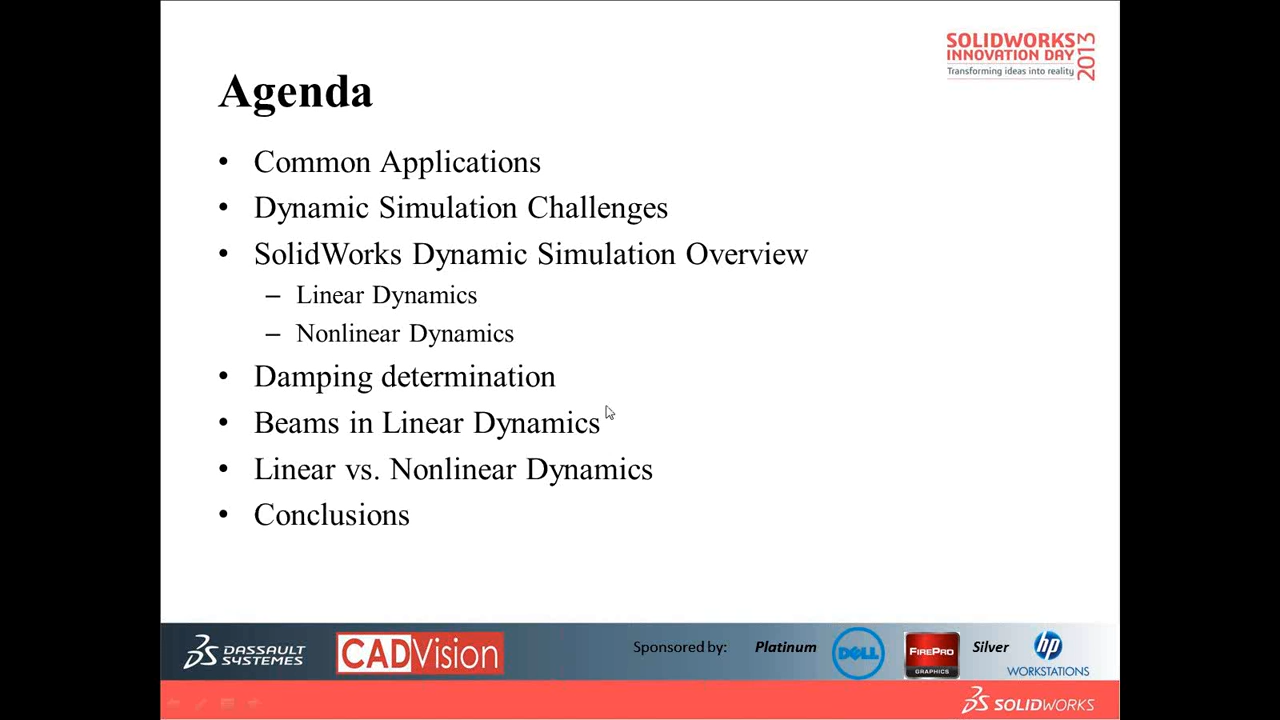 SOLIDWORKS
INNOVATION DAY
2013
Transforming ideas into reality
Agenda
• Common Applications
• Dynamic Simulation Challenges
• SolidWorks Dynamic Simulation Overview
– Linear Dynamics
– Nonlinear Dynamics
• Damping determination
• Beams in Linear Dynamics
• Linear vs. Nonlinear Dynamics
• Conclusions
DASSAULT
SYSTEMES
CADVision
Sponsored by: Platinum
DELL
FIREPRO
GRAPHICS
Silver
hp
WORKSTATIONS
SOLIDWORKS